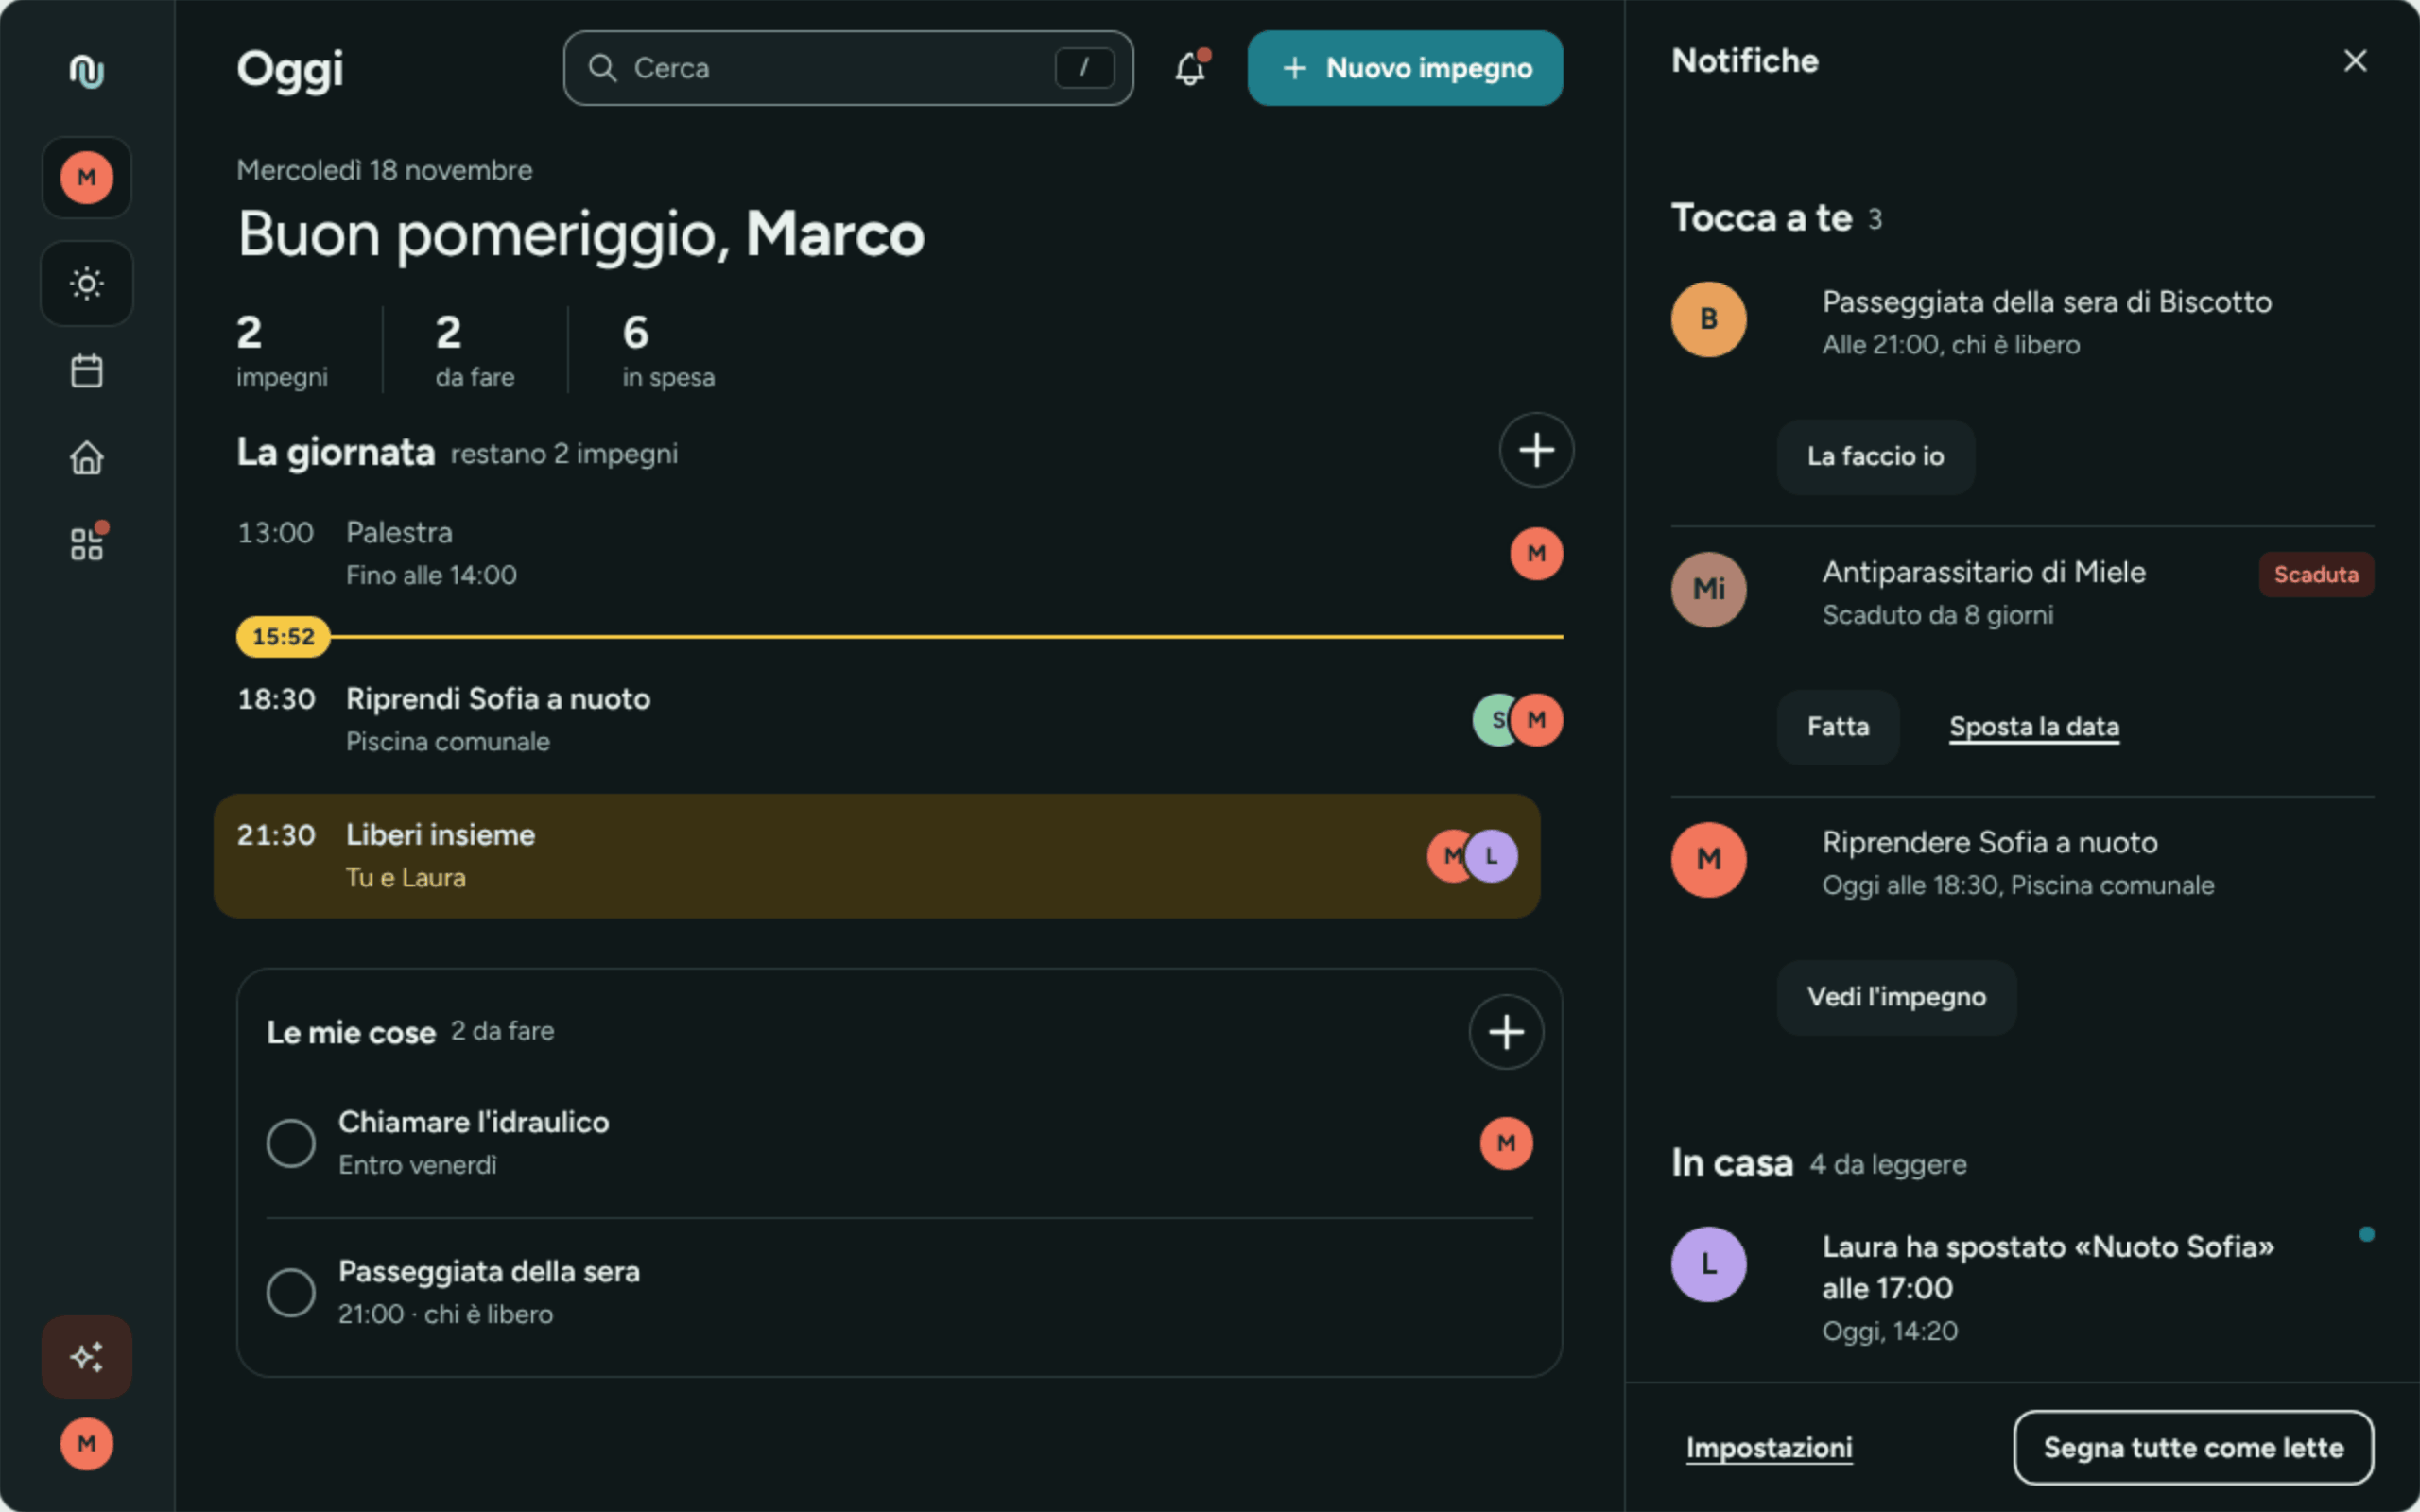 Oggi
Cerca /
Nuovo impegno
M
Mercoledì 18 novembre
Buon pomeriggio, Marco
2 2 6
impegni da fare in spesa
La giornata restano 2 impegni
13:00 Palestra
Fino alle 14:00
M
15:52
18:30 Riprendi Sofia a nuoto
Piscina comunale
S M
21:30 Liberi insieme
Tu e Laura
M L
Le mie cose 2 da fare
Chiamare l'idraulico
Entro venerdì
M
Passeggiata della sera
21:00 · chi è libero
M
Notifiche
Tocca a te 3
B
Passeggiata della sera di Biscotto
Alle 21:00, chi è libero
La faccio io
Mi
Antiparassitario di Miele Scaduta
Scaduto da 8 giorni
Fatta Sposta la data
M
Riprendere Sofia a nuoto
Oggi alle 18:30, Piscina comunale
Vedi l'impegno
In casa 4 da leggere
L
Laura ha spostato «Nuoto Sofia»
alle 17:00
Oggi, 14:20
Impostazioni Segna tutte come lette